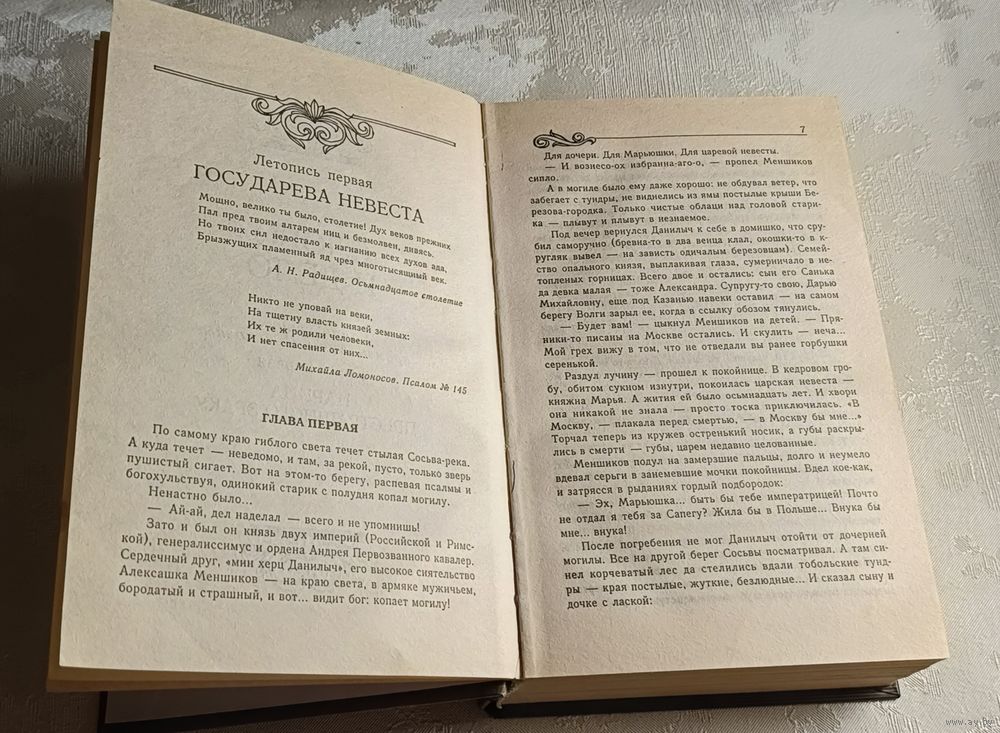 Летопись первая
ГОСУДАРЕВА НЕВЕСТА
Мощно, велико ты было, столетие! Дух веков прежних
Пал пред твоим алтарем ниц и безмолвен, дивясь.
Но твоих сил недостало к изгнанию всех духов ада,
Брызжущих пламенный яд чрез многотысящный век.
А. Н. Радищев. Осьмнадцатое столетие
Никто не уповай на веки,
На тщетну власть князей земных:
Их те ж родили человеки,
И нет спасения от них...
Михайла Ломоносов. Псалом № 145
ГЛАВА ПЕРВАЯ
По самому краю гиблого света течет стылая Сосьва-река.
А куда течет — неведомо, и там, за рекой, пусто, только зверь
пушистый сигает. Вот на этом-то берегу, распевая псалмы и
богохульствуя, одинокий старик с полудня копал могилу.
Ненастно было...
— Ай-ай, дел наделал — всего и не упомнишь!
Зато и был он князь двух империй (Российской и Римс-
кой), генералиссимус и ордена Андрея Первозванного кавалер.
Сердечный друг, «мин херц Данилыч», его высокое сиятельство
Алексашка Меншиков — на краю света, в армяке мужичьем,
бородатый и страшный, и вот... видит бог: копает могилу!
7
Для дочери. Для Марьюшки. Для царевой невесты.
— И вознесо-ох избранна-аго-о, — пропел Меншиков
сипло.
А в могиле было ему даже хорошо: не обдувал ветер, что
забегает с тундры, не виднелись из ямы постылые крыши Бе-
резова-городка. Только чистые облаци над головой стари-
ка — плывут и плывут в незнаемое.
Под вечер вернулся Данилыч к себе в домишко, что сру-
бил саморучно (бревна-то в два венца клал, окошки-то в к-
ругляк вывел — на зависть одичалым березовцам). Семей-
ство опального князя, выплакивая глаза, сумерничало в не-
топленых горницах. Всего двое и остались: сын его Санька
да девка малая — тоже Александра. Супругу-то свою, Дарью
Михайловну, еще под Казанью навеки оставил — на самом
берегу Волги зарыл ее, когда в ссылку обозом тянулись.
— Будет вам! — цыкнул Меншиков на детей. — Пря-
ники-то писаны на Москве остались. И скулить — неча...
Мой грех вижу в том, что не отведали вы ранее горбушки
серенькой.
Раздул лучину — прошел к покойнице. В кедровом гро-
бу, обитом сукном изнутри, покоилась царская невеста —
княжна Марья. А жития ей было осьмнадцать лет. И хвори
она никакой не знала — просто тоска приключилась. «В
Москву, — плакала перед смертью, — в Москву бы мне...»
Торчал теперь из кружев остренький носик, а губы раскры-
лись в смерти — губы, царем недавно целованные.
Меншиков подул на замерзшие пальцы, долго и неумело
вдевал серьги в занемевшие мочки покойницы. Вдел кое-как,
и затрясся в рыданиях гордый подбородок:
— Эх, Марьюшка... быть бы тебе императрицей! Почто
не отдал я тебя за Сапегу? Жила бы в Польше... Внука бы
мне... внука!
После погребения не мог Данилыч отойти от дочерней
могилы. Все на другой берег Сосьвы посматривал. А там си-
нел корчеватый лес да стелились вдали тобольские тунд-
ры — края постылые, жуткие, безлюдные... И сказал сыну и
дочке с лаской:
www.ay.by